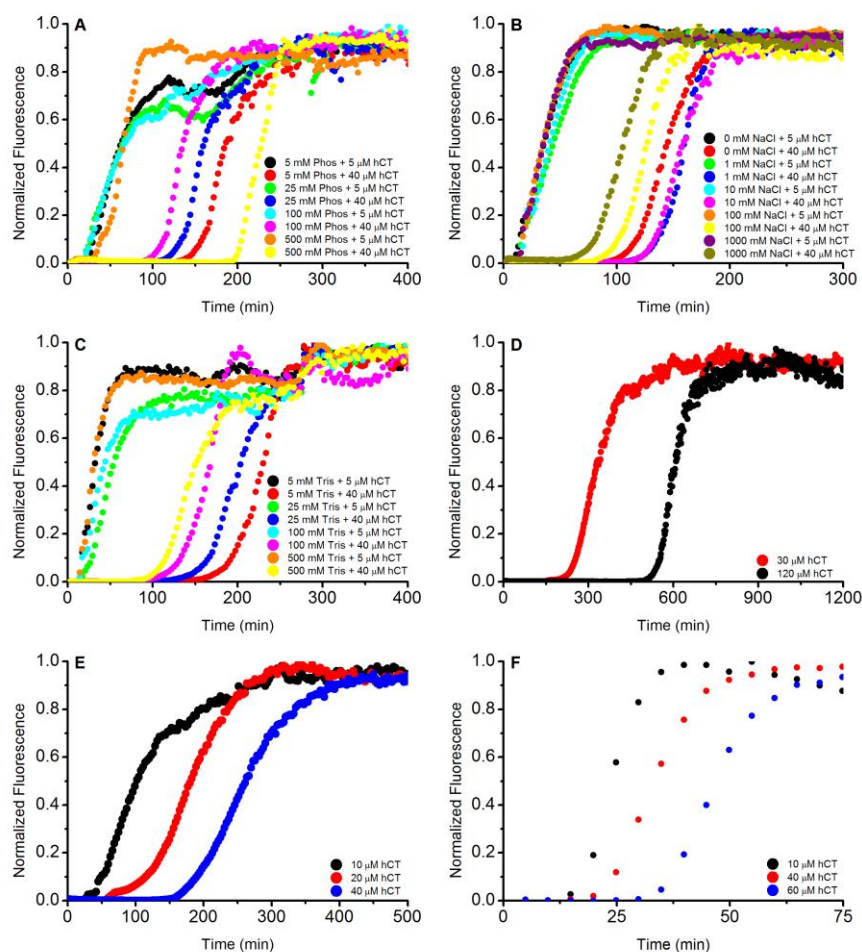 A
Normalized Fluorescence
1.0
0.8
0.6
0.4
0.2
0.0
5 mM Phos + 5 μM hCT
5 mM Phos + 40 μM hCT
25 mM Phos + 5 μM hCT
25 mM Phos + 40 μM hCT
100 mM Phos + 5 μM hCT
100 mM Phos + 40 μM hCT
500 mM Phos + 5 μM hCT
500 mM Phos + 40 μM hCT
0 100 200 300 400
Time (min)
B
Normalized Fluorescence
1.0
0.8
0.6
0.4
0.2
0.0
0 mM NaCl + 5 μM hCT
0 mM NaCl + 40 μM hCT
1 mM NaCl + 5 μM hCT
1 mM NaCl + 40 μM hCT
10 mM NaCl + 5 μM hCT
10 mM NaCl + 40 μM hCT
100 mM NaCl + 5 μM hCT
100 mM NaCl + 40 μM hCT
1000 mM NaCl + 5 μM hCT
1000 mM NaCl + 40 μM hCT
0 50 100 150 200 250 300
Time (min)
C
Normalized Fluorescence
1.0
0.8
0.6
0.4
0.2
0.0
5 mM Tris + 5 μM hCT
5 mM Tris + 40 μM hCT
25 mM Tris + 5 μM hCT
25 mM Tris + 40 μM hCT
100 mM Tris + 5 μM hCT
100 mM Tris + 40 μM hCT
500 mM Tris + 5 μM hCT
500 mM Tris + 40 μM hCT
0 100 200 300 400
Time (min)
D
Normalized Fluorescence
1.0
0.8
0.6
0.4
0.2
0.0
30 μM hCT
120 μM hCT
0 300 600 900 1200
Time (min)
E
Normalized Fluorescence
1.0
0.8
0.6
0.4
0.2
0.0
10 μM hCT
20 μM hCT
40 μM hCT
0 100 200 300 400 500
Time (min)
F
Normalized Fluorescence
1.0
0.8
0.6
0.4
0.2
0.0
10 μM hCT
40 μM hCT
60 μM hCT
0 25 50 75
Time (min)